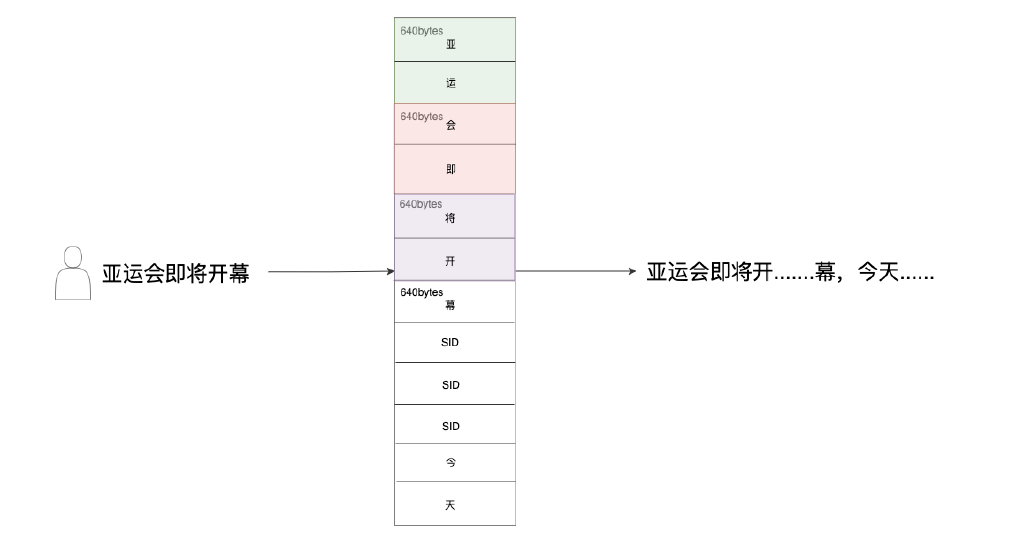 640bytes
亚
运
640bytes
会
即
640bytes
将
开
亚运会即将开幕
亚运会即将开.......幕，今天......
640bytes
幕
SID
SID
SID
今
天